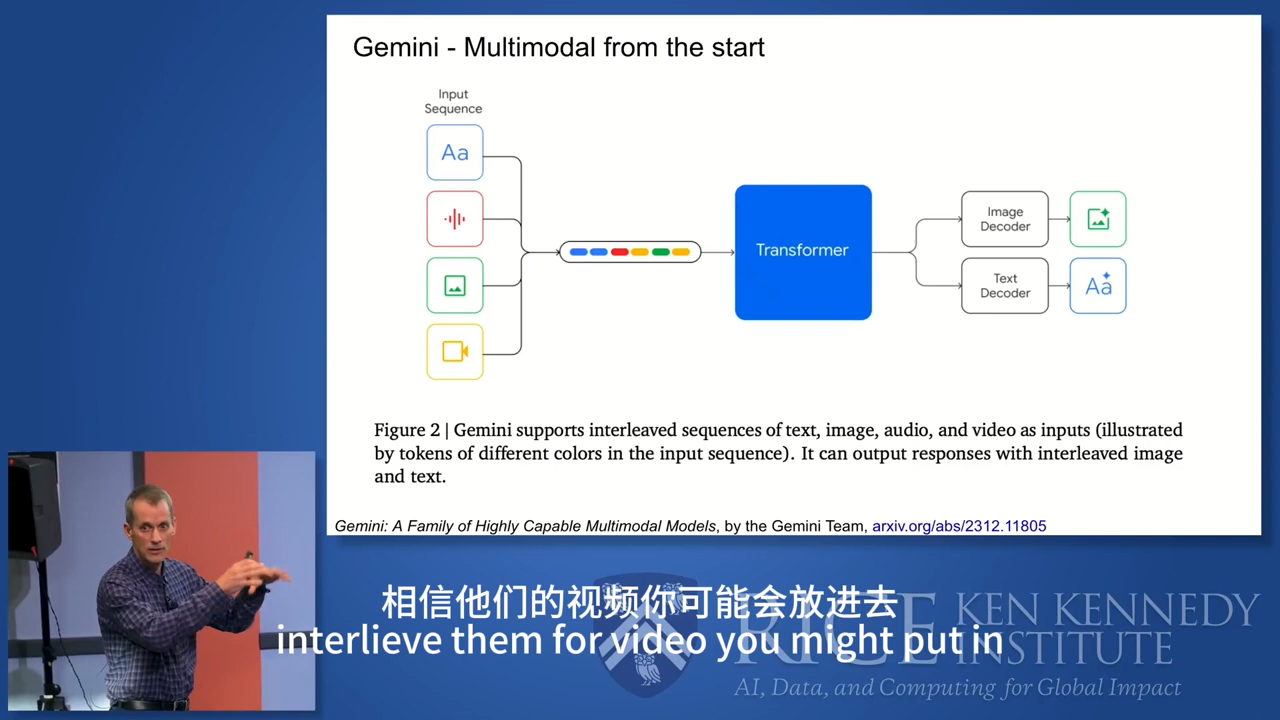 Gemini - Multimodal from the start
Input
Sequence
Aa
Transformer
Image
Decoder
Text
Decoder
Aa
Figure 2 | Gemini supports interleaved sequences of text, image, audio, and video as inputs (illustrated
by tokens of different colors in the input sequence). It can output responses with interleaved image
and text.
Gemini: A Family of Highly Capable Multimodal Models, by the Gemini Team, arxiv.org/abs/2312.11805
相信他们的视频你可能会放进去
interlieve them for video you might put in
RICE
KEN KENNEDY
INSTITUTE
AI, Data, and Computing for Global Impact